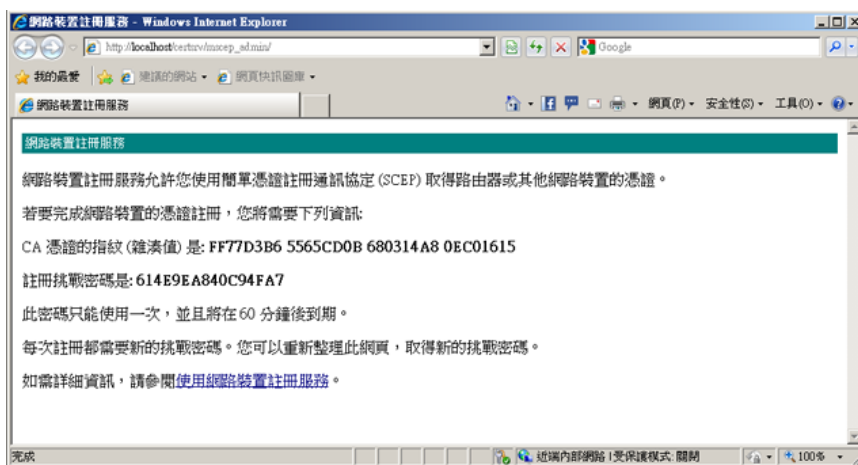 網路裝置註冊服務 - Windows Internet Explorer
http://localhost/certsrv/mscep_admin/
Google
我的最愛
建議的網站
網頁快訊圖庫
網路裝置註冊服務
網頁(P)
安全性(S)
工具(O)
網路裝置註冊服務
網路裝置註冊服務允許您使用簡單憑證註冊通訊協定 (SCEP) 取得路由器或其他網路裝置的憑證。
若要完成網路裝置的憑證註冊，您將需要下列資訊:
CA 憑證的指紋 (雜湊值) 是: FF77D3B6 5565CD0B 680314A8 0EC01615
註冊挑戰密碼是: 614E9EA840C94FA7
此密碼只能使用一次，並且將在 60 分鐘後到期。
每次註冊都需要新的挑戰密碼。您可以重新整理此網頁，取得新的挑戰密碼。
如需詳細資訊，請參閱使用網路裝置註冊服務。
完成
近端內部網路 | 受保護模式: 關閉
100%